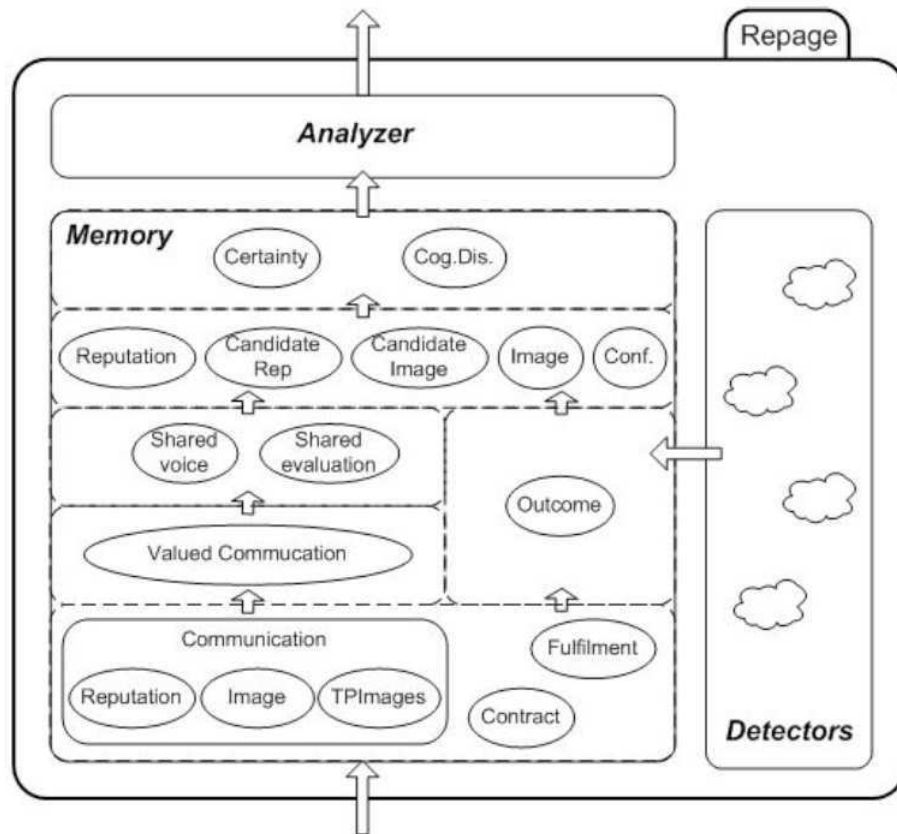 Repage
Analyzer
Memory
Certainty
Cog.Dis.
Reputation
Candidate
Rep
Candidate
Image
Image
Conf.
Shared
voice
Shared
evaluation
Outcome
Valued Commucation
Communication
Reputation
Image
TPImages
Fulfilment
Contract
Detectors